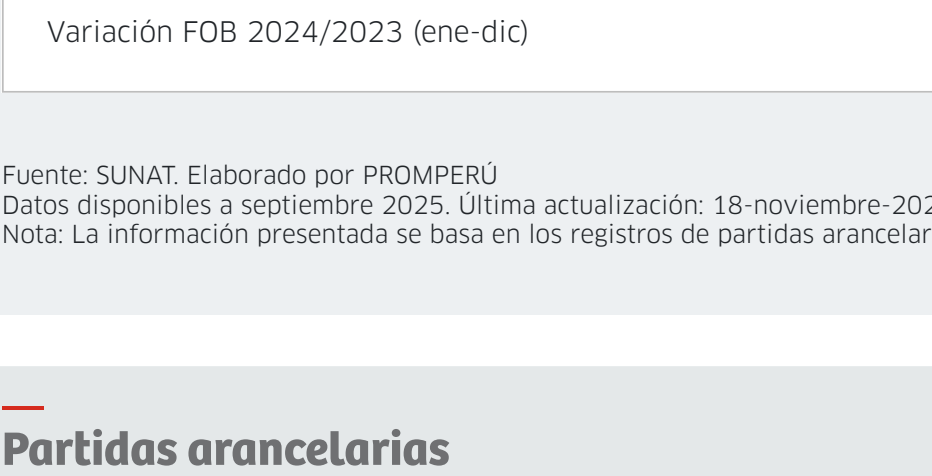 Variación FOB 2024/2023 (ene-dic)
Fuente: SUNAT. Elaborado por PROMPERÚ
Datos disponibles a septiembre 2025. Última actualización: 18-noviembre-202
Nota: La información presentada se basa en los registros de partidas arancelar
Partidas arancelarias